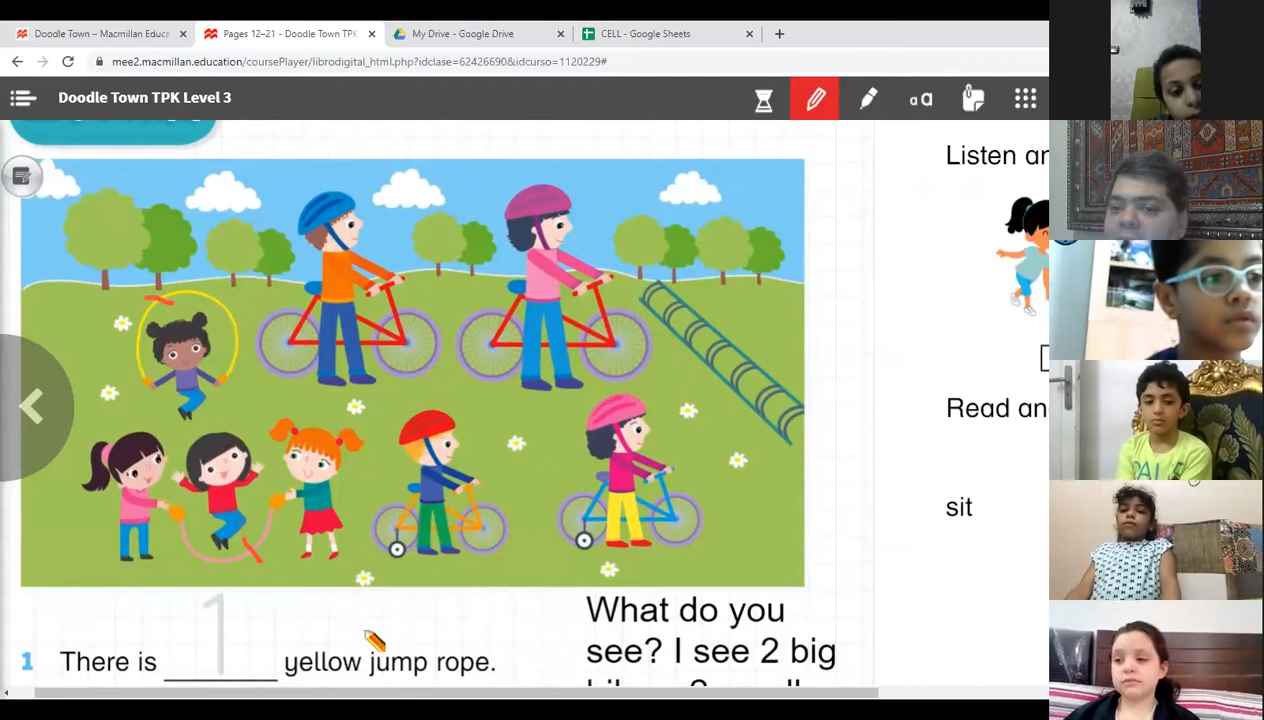 Doodle Town – Macmillan Educa
Pages 12–21 - Doodle Town TPK
My Drive - Google Drive
CELL - Google Sheets
mee2.macmillan.education/coursePlayer/librodigital_html.php?idclase=62426690&idcurso=1120229#
Doodle Town TPK Level 3
a a
Listen an
Read an
sit
What do you
see? I see 2 big
1 There is 1 yellow jump rope.